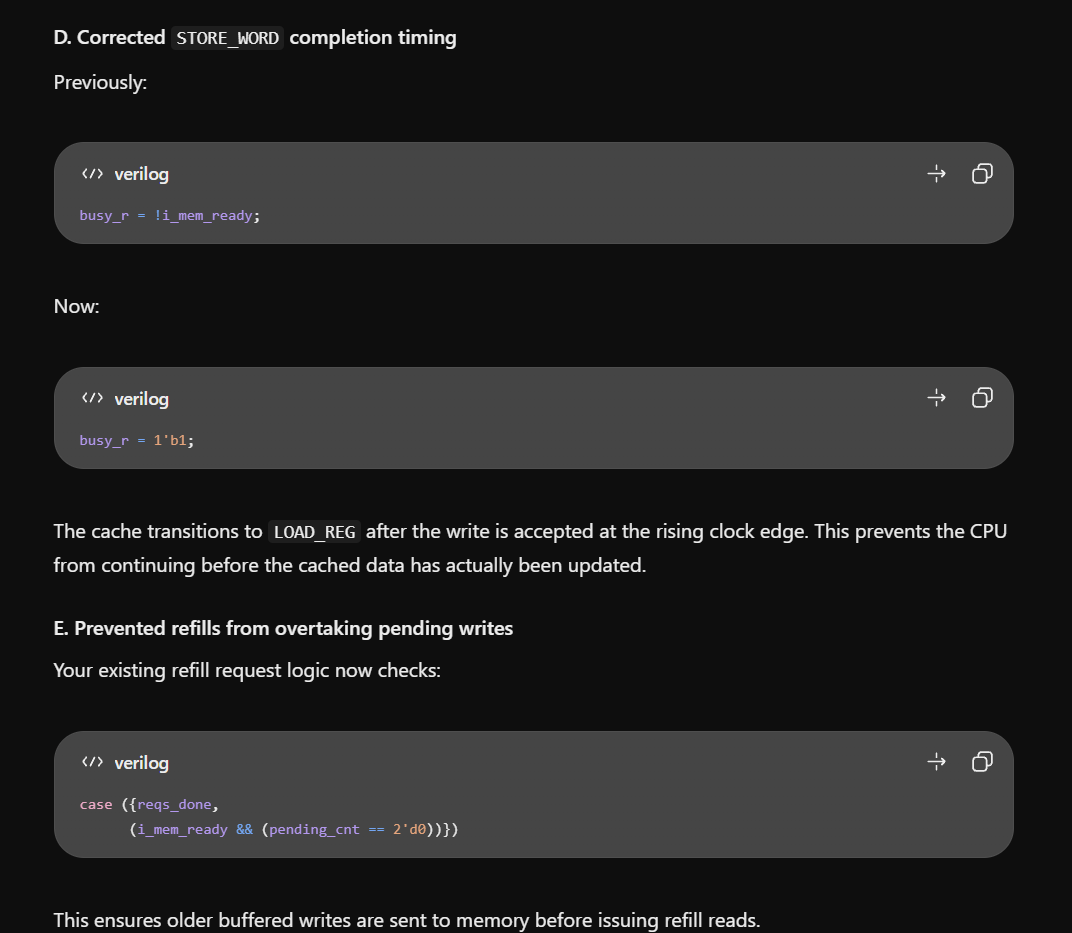 D. Corrected STORE_WORD completion timing
Previously:
verilog
busy_r = !i_mem_ready;
Now:
verilog
busy_r = 1'b1;
The cache transitions to LOAD_REG after the write is accepted at the rising clock edge. This prevents the CPU
from continuing before the cached data has actually been updated.
E. Prevented refills from overtaking pending writes
Your existing refill request logic now checks:
verilog
case ({reqs_done,
(i_mem_ready && (pending_cnt == 2'd0))})
This ensures older buffered writes are sent to memory before issuing refill reads.